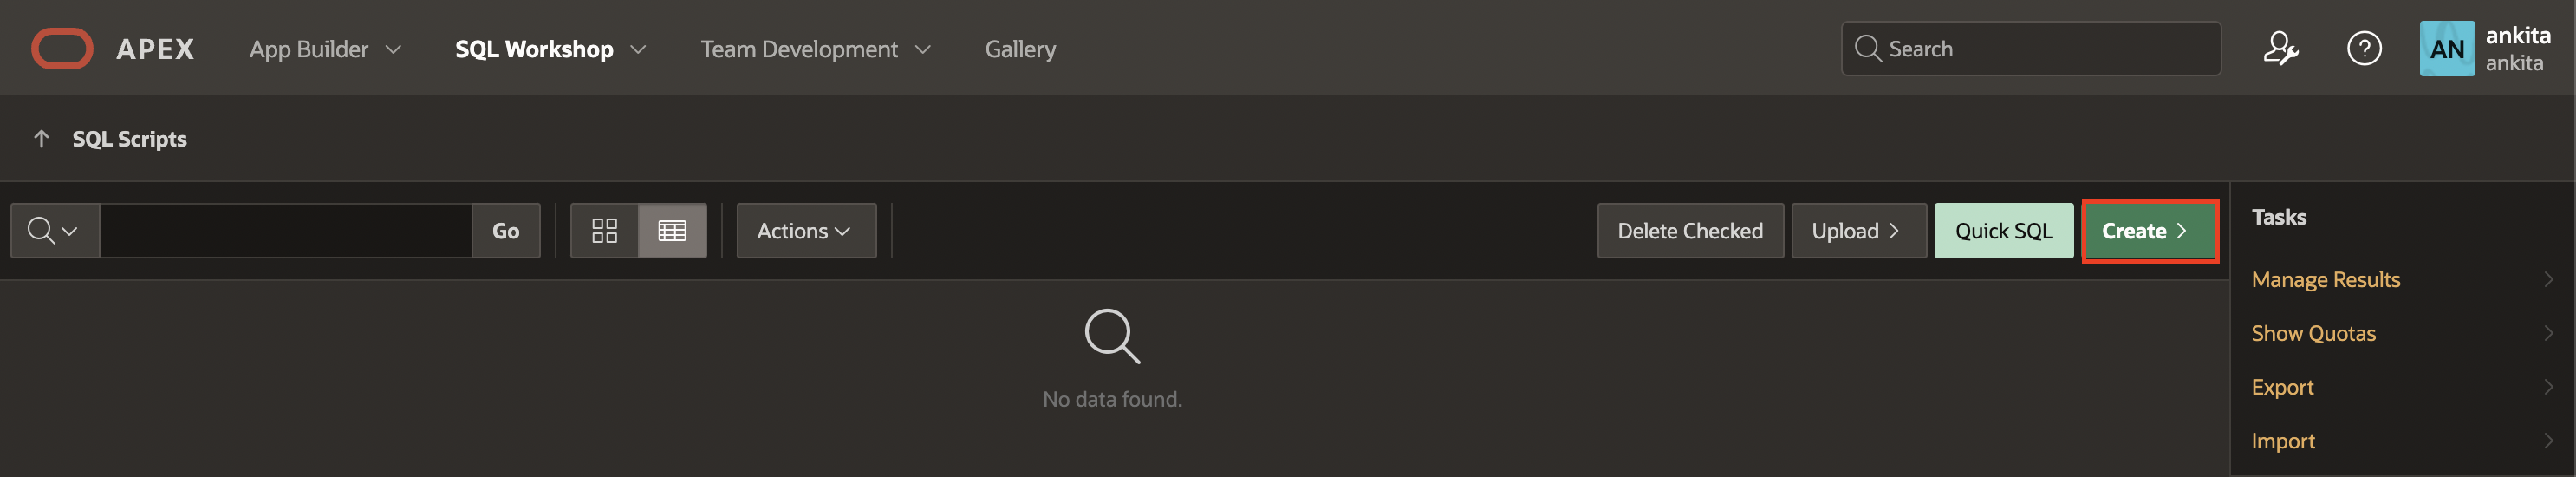 APEX App Builder SQL Workshop Team Development Gallery Search ? AN ankita
ankita
SQL Scripts
Go Actions Delete Checked Upload Quick SQL Create
Tasks
Manage Results
Show Quotas
Export
Import
No data found.